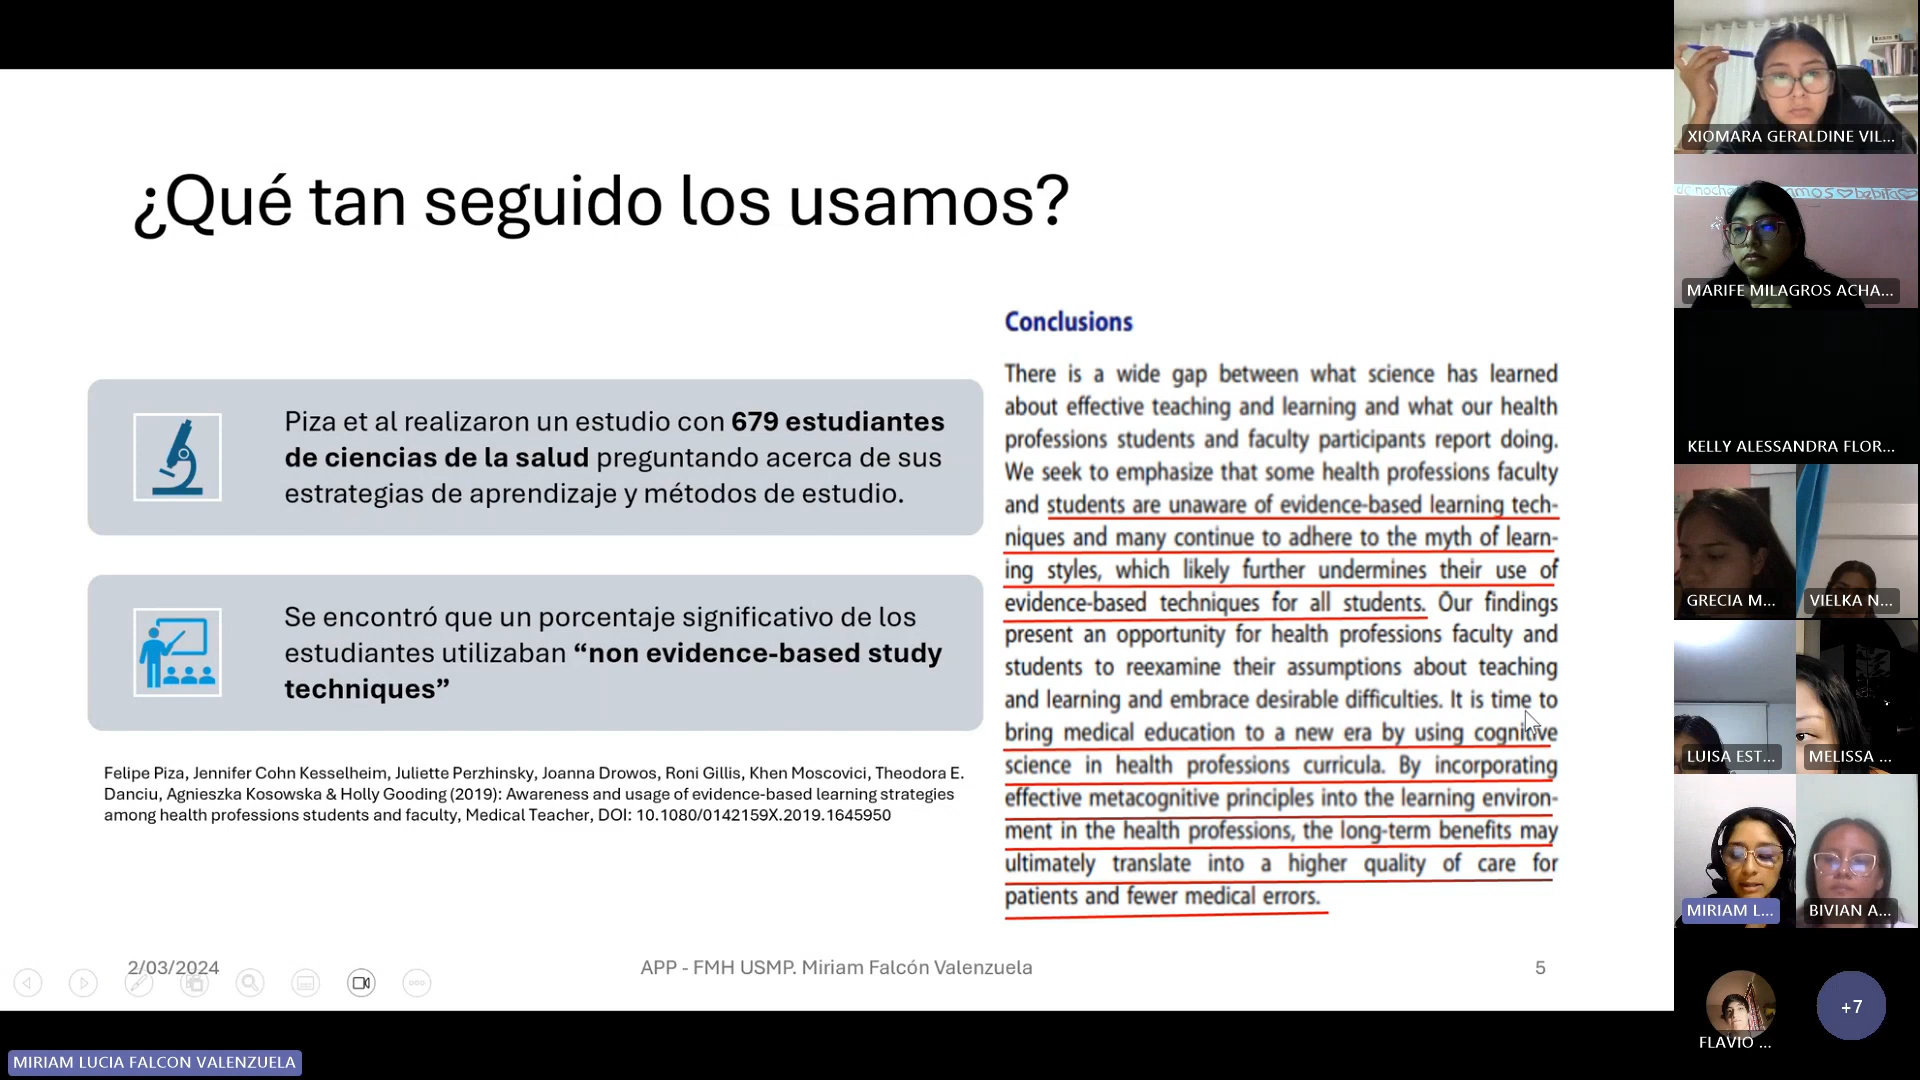 ¿Qué tan seguido los usamos?
Piza et al realizaron un estudio con 679 estudiantes
de ciencias de la salud preguntando acerca de sus
estrategias de aprendizaje y métodos de estudio.
Se encontró que un porcentaje significativo de los
estudiantes utilizaban “non evidence-based study
techniques”
Felipe Piza, Jennifer Cohn Kesselheim, Juliette Perzhinsky, Joanna Drowos, Roni Gillis, Khen Moscovici, Theodora E.
Danciu, Agnieszka Kosowska & Holly Gooding (2019): Awareness and usage of evidence-based learning strategies
among health professions students and faculty, Medical Teacher, DOI: 10.1080/0142159X.2019.1645950
Conclusions
There is a wide gap between what science has learned
about effective teaching and learning and what our health
professions students and faculty participants report doing.
We seek to emphasize that some health professions faculty
and students are unaware of evidence-based learning tech-
niques and many continue to adhere to the myth of learn-
ing styles, which likely further undermines their use of
evidence-based techniques for all students. Our findings
present an opportunity for health professions faculty and
students to reexamine their assumptions about teaching
and learning and embrace desirable difficulties. It is time to
bring medical education to a new era by using cognitive
science in health professions curricula. By incorporating
effective metacognitive principles into the learning environ-
ment in the health professions, the long-term benefits may
ultimately translate into a higher quality of care for
patients and fewer medical errors.
2/03/2024
APP - FMH USMP. Miriam Falcón Valenzuela
5
MIRIAM LUCIA FALCON VALENZUELA
XIOMARA GERALDINE VIL...
MARIFE MILAGROS ACHA...
KELLY ALESSANDRA FLOR...
GRECIA M...
VIELKA N...
LUISA EST...
MELISSA ...
MIRIAM L...
BIVIAN A...
FLAVIO ...
+7